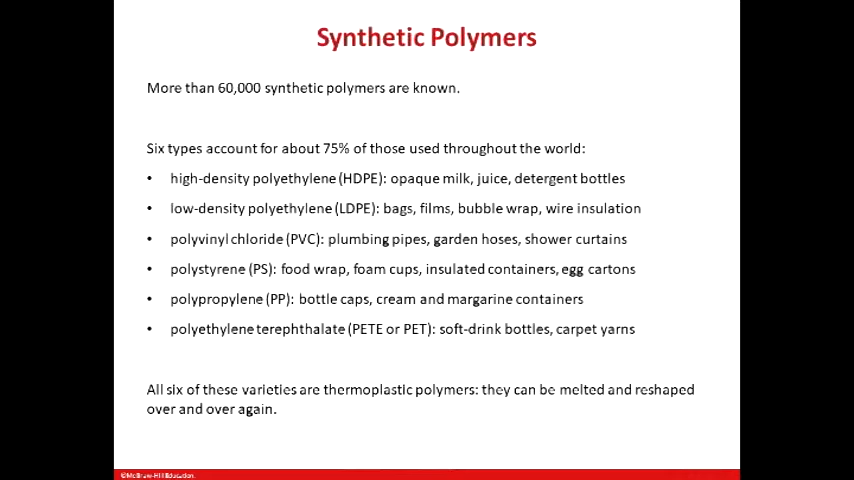 Synthetic Polymers
More than 60,000 synthetic polymers are known.
Six types account for about 75% of those used throughout the world:
• high-density polyethylene (HDPE): opaque milk, juice, detergent bottles
• low-density polyethylene (LDPE): bags, films, bubble wrap, wire insulation
• polyvinyl chloride (PVC): plumbing pipes, garden hoses, shower curtains
• polystyrene (PS): food wrap, foam cups, insulated containers, egg cartons
• polypropylene (PP): bottle caps, cream and margarine containers
• polyethylene terephthalate (PETE or PET): soft-drink bottles, carpet yarns
All six of these varieties are thermoplastic polymers: they can be melted and reshaped
over and over again.
©McGraw-Hill Education.